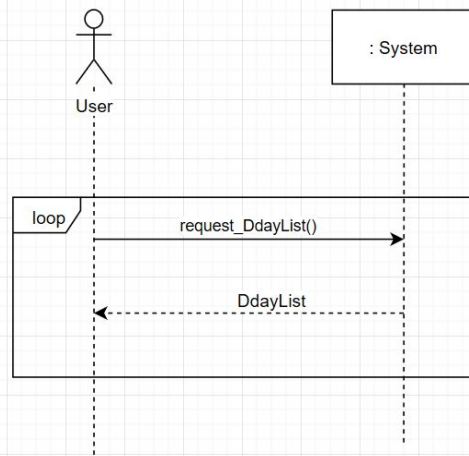 : System
User
loop
request_DdayList()
DdayList